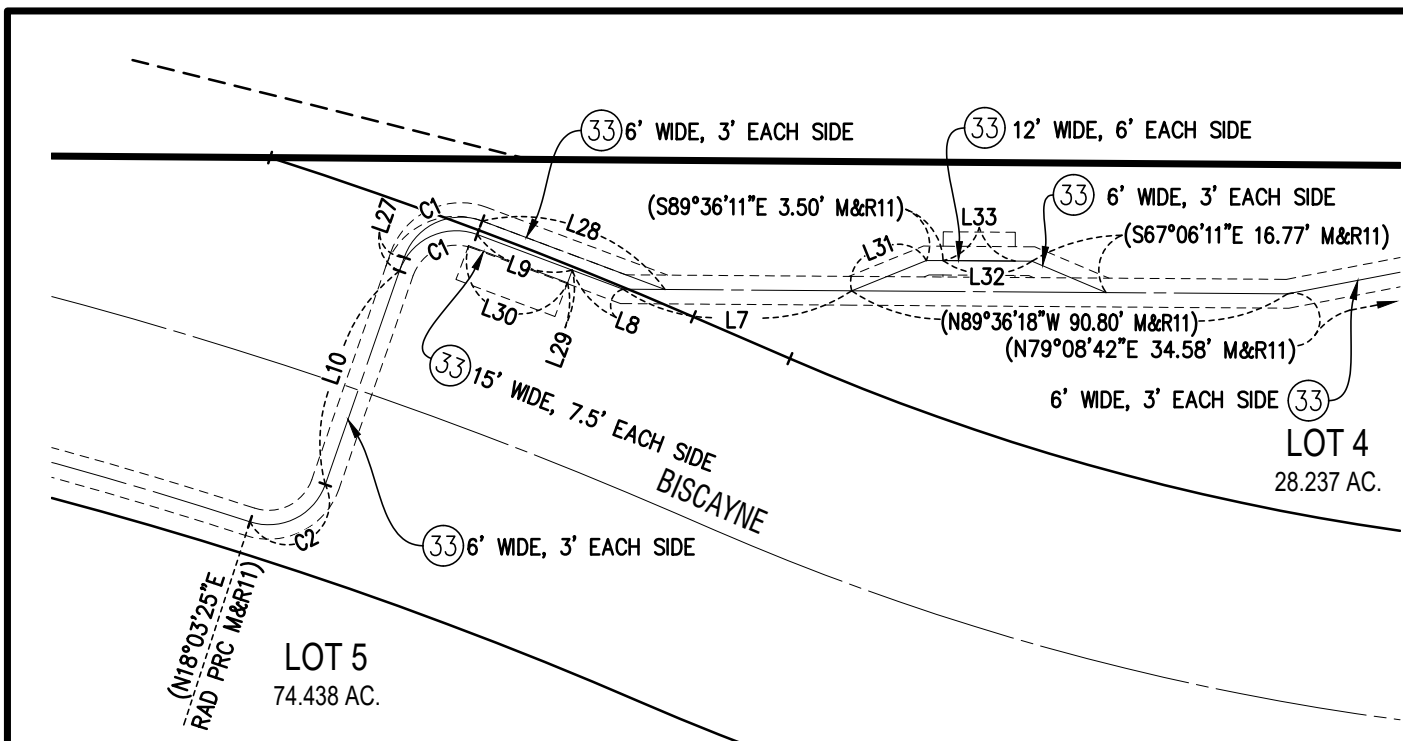 33 6' WIDE, 3' EACH SIDE
33 12' WIDE, 6' EACH SIDE
33 6' WIDE, 3' EACH SIDE
(S89°36'11"E 3.50' M&R11)
L33
(S67°06'11"E 16.77' M&R11)
L27
C1
C1
L28
L31
L32
L9
L30
L29
L8
L7
(N89°36'18"W 90.80' M&R11)
(N79°08'42"E 34.58' M&R11)
L10
33 15' WIDE, 7.5' EACH SIDE
6' WIDE, 3' EACH SIDE 33
LOT 4
28.237 AC.
BISCAYNE
C2
33 6' WIDE, 3' EACH SIDE
(N18°03'25"E
RAD PRC M&R11)
LOT 5
74.438 AC.